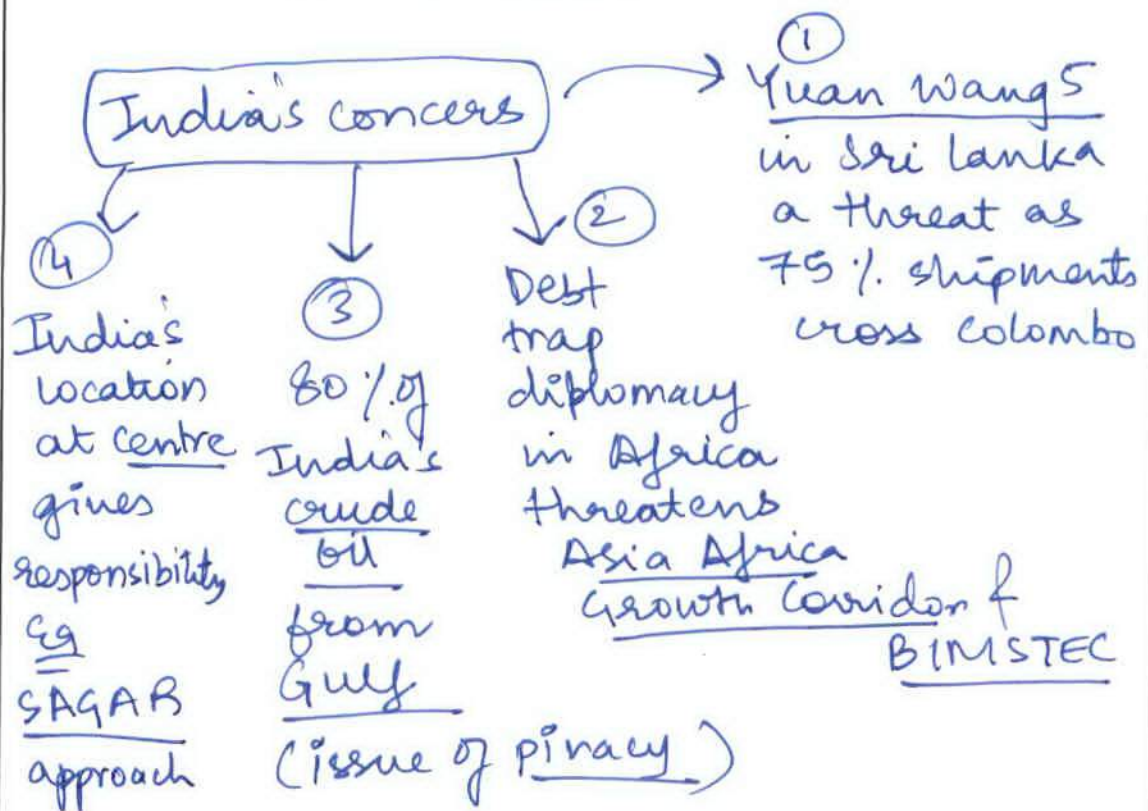 India's concers
①
Yuan Wang 5
in Sri Lanka
a threat as
75 % shipments
cross Colombo
②
Debt
trap
diplomacy
in Africa
threatens
Asia Africa
Growth Corridor &
BIMSTEC
③
80 % of
India's
crude
oil
from
Gulf
(issue of piracy)
④
India's
location
at centre
gives
responsibility
Eg
SAGAR
approach